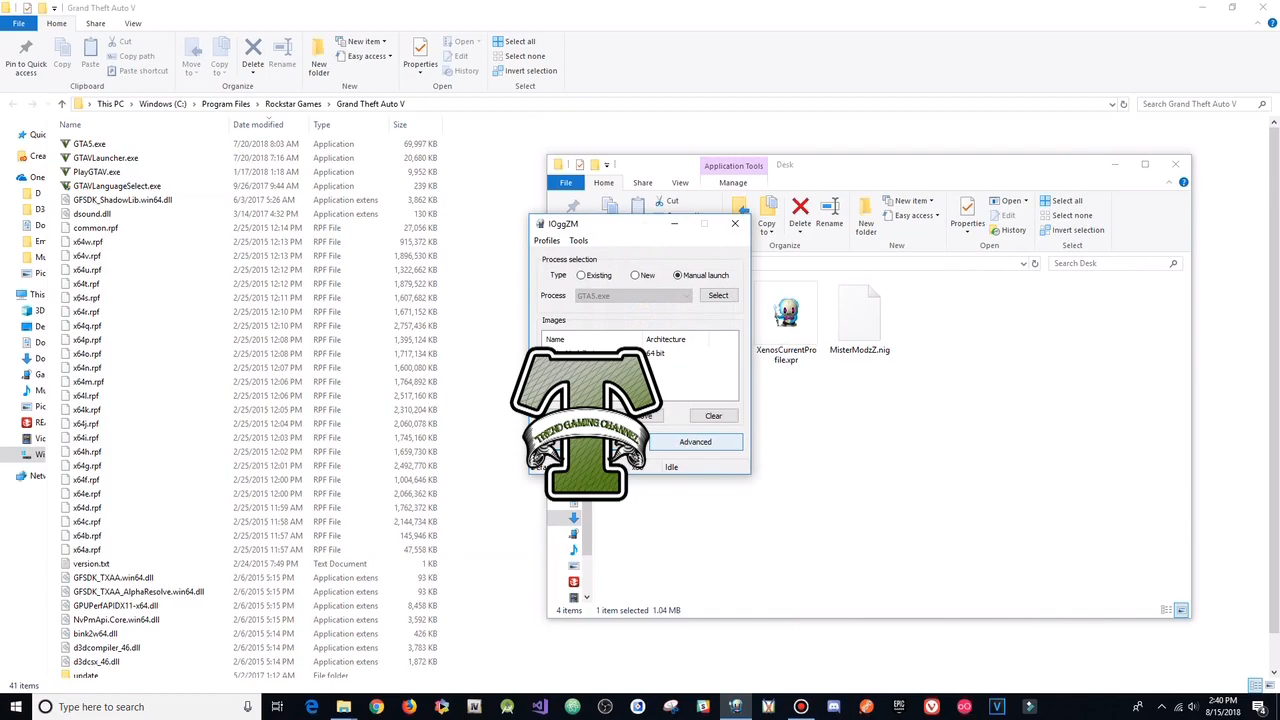 Grand Theft Auto V
File Home Share View
Pin to Quick access
Copy
Paste
Cut
Copy path
Paste shortcut
Clipboard
Move to
Copy to
Delete
Rename
Organize
New folder
New item
Easy access
New
Properties
Open
Edit
History
Open
Select all
Select none
Invert selection
Select
This PC > Windows (C:) > Program Files > Rockstar Games > Grand Theft Auto V
Search Grand Theft Auto V
Name Date modified Type Size
GTA5.exe 7/20/2018 8:03 AM Application 69,997 KB
GTAVLauncher.exe 7/20/2018 7:16 AM Application 20,680 KB
PlayGTAV.exe 1/17/2018 8:18 AM Application 9,952 KB
GTAVLanguageSelect.exe 9/26/2017 9:44 AM Application 239 KB
GFSDK_ShadowLib.win64.dll 6/3/2017 5:26 AM Application extens 3,862 KB
dsound.dll 3/14/2017 4:32 PM Application extens 130 KB
common.rpf 2/25/2015 12:14 PM RPF File 27,056 KB
x64w.rpf 2/25/2015 12:14 PM RPF File 915,372 KB
x64v.rpf 2/25/2015 12:14 PM RPF File 1,896,530 KB
x64u.rpf 2/25/2015 12:13 PM RPF File 1,322,662 KB
x64t.rpf 2/25/2015 12:12 PM RPF File 1,010,382 KB
x64s.rpf 2/25/2015 12:11 PM RPF File 1,607,682 KB
x64r.rpf 2/25/2015 12:11 PM RPF File 1,671,151 KB
x64q.rpf 2/25/2015 12:10 PM RPF File 2,757,436 KB
x64p.rpf 2/25/2015 12:09 PM RPF File 1,340,212 KB
x64o.rpf 2/25/2015 12:08 PM RPF File 1,717,134 KB
x64n.rpf 2/25/2015 12:07 PM RPF File 1,600,080 KB
x64m.rpf 2/25/2015 12:06 PM RPF File 1,764,892 KB
x64l.rpf 2/25/2015 12:06 PM RPF File 2,517,160 KB
x64k.rpf 2/25/2015 12:05 PM RPF File 2,310,204 KB
x64j.rpf 2/25/2015 12:04 PM RPF File 2,060,078 KB
x64i.rpf 2/25/2015 12:03 PM RPF File 1,745,160 KB
x64h.rpf 2/25/2015 12:02 PM RPF File 1,659,730 KB
x64g.rpf 2/25/2015 12:01 PM RPF File 2,492,770 KB
x64f.rpf 2/25/2015 12:00 PM RPF File 1,004,646 KB
x64e.rpf 2/25/2015 12:00 PM RPF File 2,066,362 KB
x64d.rpf 2/25/2015 11:59 AM RPF File 1,762,372 KB
x64c.rpf 2/25/2015 11:58 AM RPF File 2,144,734 KB
x64b.rpf 2/25/2015 11:57 AM RPF File 145,946 KB
x64a.rpf 2/25/2015 11:57 AM RPF File 47,558 KB
version.txt 2/24/2015 7:49 PM Text Document 1 KB
GFSDK_TXAA.win64.dll 2/6/2015 5:15 PM Application extens 93 KB
GFSDK_TXAA_AlphaResolve.win64.dll 2/6/2015 5:15 PM Application extens 93 KB
GPUPerfAPIDX11-x64.dll 2/6/2015 5:15 PM Application extens 8,458 KB
NvPmApi.Core.win64.dll 2/6/2015 5:15 PM Application extens 3,592 KB
bink2w64.dll 2/6/2015 5:14 PM Application extens 426 KB
d3dcompiler_46.dll 2/6/2015 5:14 PM Application extens 3,783 KB
d3dcsx_46.dll 2/6/2015 5:14 PM Application extens 1,872 KB
update 5/2/2017 1:12 AM File folder
41 items
Application Tools Desk
File Home Share View Manage
Cut
Copy to
Delete
Rename
Organize
New folder
New item
Easy access
New
Properties
Open
Edit
History
Open
Select all
Select none
Invert selection
Select
Search Desk
XenosCurrentProfile.xpr
MisterModzZ.nig
4 items 1 item selected 1.04 MB
IOggZM
Profiles Tools
Process selection
Type Existing New Manual launch
Process GTA5.exe Select
Images
Name Architecture
64 bit
Clear
Advanced
Idle
TREND GAMING CHANNEL
Type here to search
2:40 PM
8/15/2018